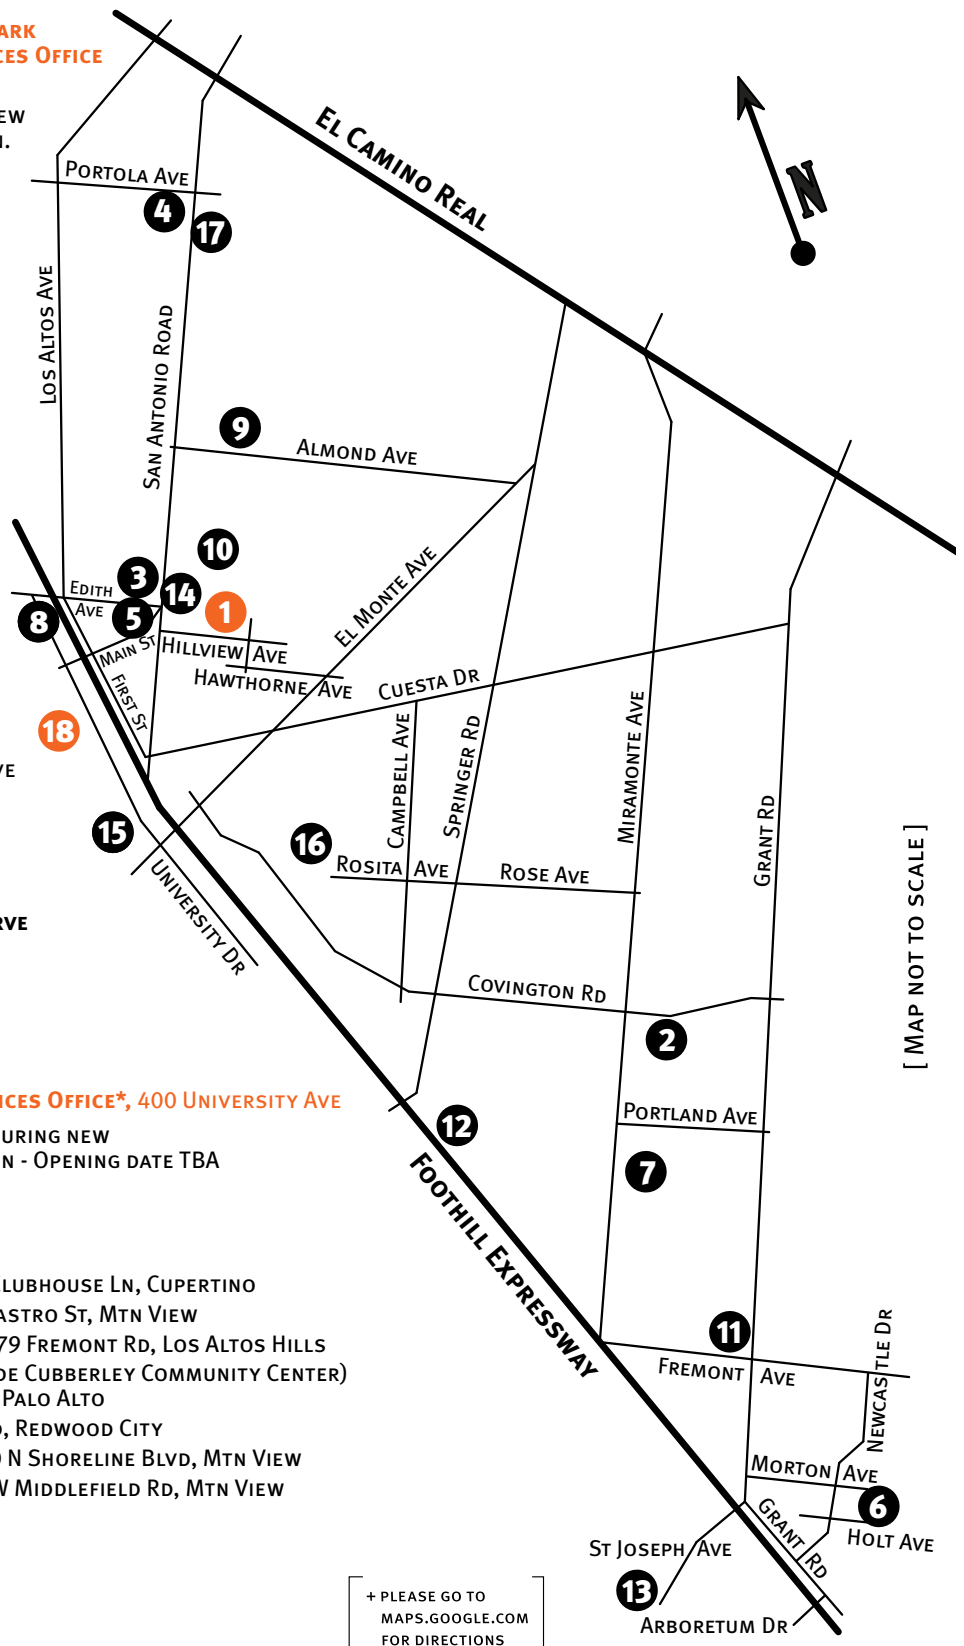 ARK
CES OFFICE
EW
N.
EL CAMINO REAL
N
PORTOLA AVE
4
17
LOS ALTOS AVE
SAN ANTONIO ROAD
9
ALMOND AVE
10
EDITH
AVE
3
14
1
8
5
MAIN ST
HILLVIEW AVE
EL MONTE AVE
HAWTHORNE AVE
FIRST ST
CUESTA DR
18
VE
CAMPBELL AVE
SPRINGER RD
MIRAMONTE AVE
GRANT RD
15
16
ROSITA AVE
ROSE AVE
UNIVERSITY DR
RVE
[ MAP NOT TO SCALE ]
COVINGTON RD
2
ICES OFFICE*, 400 UNIVERSITY AVE
URING NEW
N - OPENING DATE TBA
12
PORTLAND AVE
7
FOOTHILL EXPRESSWAY
CLUBHOUSE LN, CUPERTINO
ASTRO ST, MTN VIEW
79 FREMONT RD, LOS ALTOS HILLS
DE CUBBERLEY COMMUNITY CENTER)
PALO ALTO
D, REDWOOD CITY
0 N SHORELINE BLVD, MTN VIEW
W MIDDLEFIELD RD, MTN VIEW
11
FREMONT AVE
NEWCASTLE DR
MORTON AVE
6
GRANT RD
HOLT AVE
ST JOSEPH AVE
13
ARBORETUM DR
+ PLEASE GO TO
MAPS.GOOGLE.COM
FOR DIRECTIONS